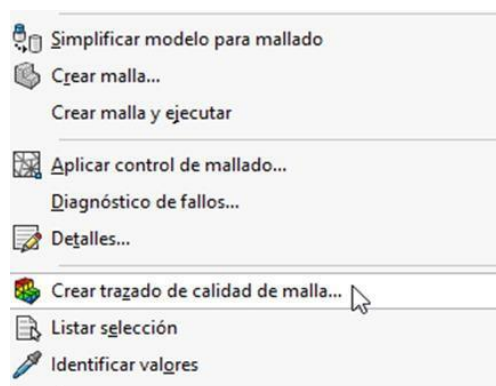 Simplificar modelo para mallado
Crear malla...
Crear malla y ejecutar
Aplicar control de mallado...
Diagnóstico de fallos...
Detalles...
Crear trazado de calidad de malla...
Listar selección
Identificar valores